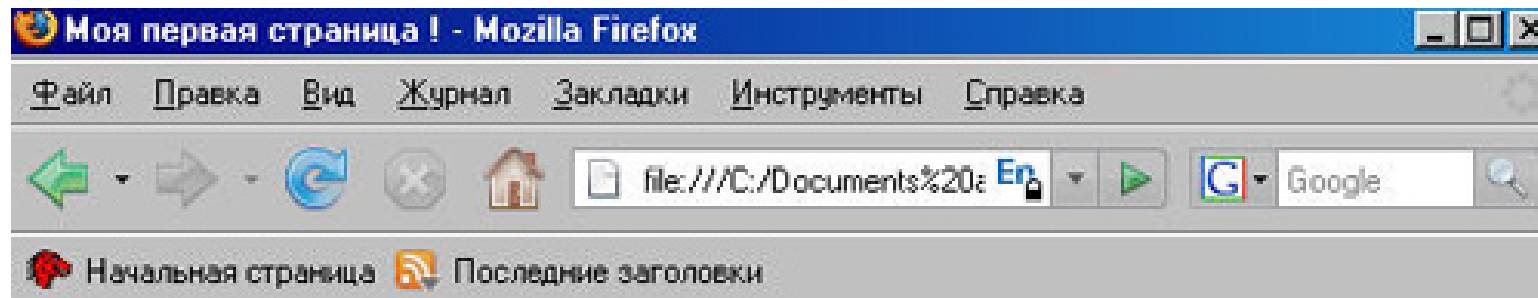 Моя первая страница ! - Mozilla Firefox
Файл Правка Вид Журнал Закладки Инструменты Справка
file:///C:/Documents%20a En G Google
Начальная страница Последние заголовки